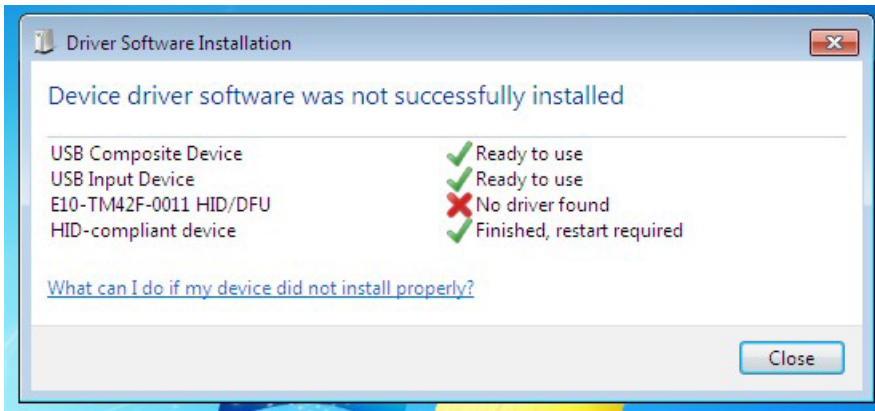 Driver Software Installation
Device driver software was not successfully installed
USB Composite Device Ready to use
USB Input Device Ready to use
E10-TM42F-0011 HID/DFU No driver found
HID-compliant device Finished, restart required
What can I do if my device did not install properly?
Close